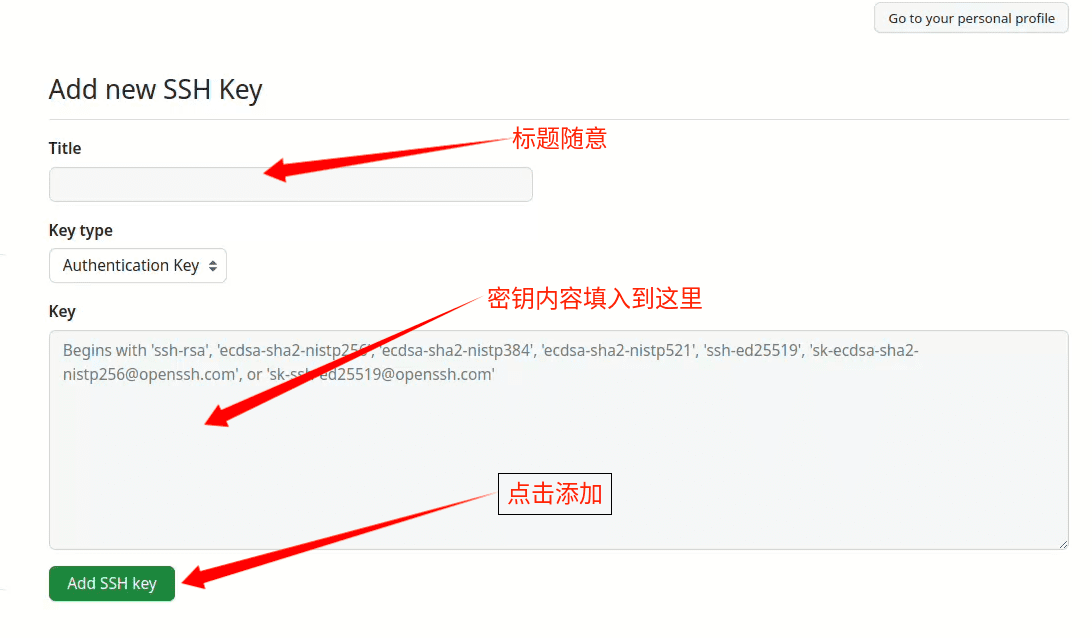 Go to your personal profile
Add new SSH Key
标题随意
Title
Key type
Authentication Key
密钥内容填入到这里
Key
Begins with 'ssh-rsa', 'ecdsa-sha2-nistp256', 'ecdsa-sha2-nistp384', 'ecdsa-sha2-nistp521', 'ssh-ed25519', 'sk-ecdsa-sha2-
nistp256@openssh.com', or 'sk-ssh-ed25519@openssh.com'
点击添加
Add SSH key